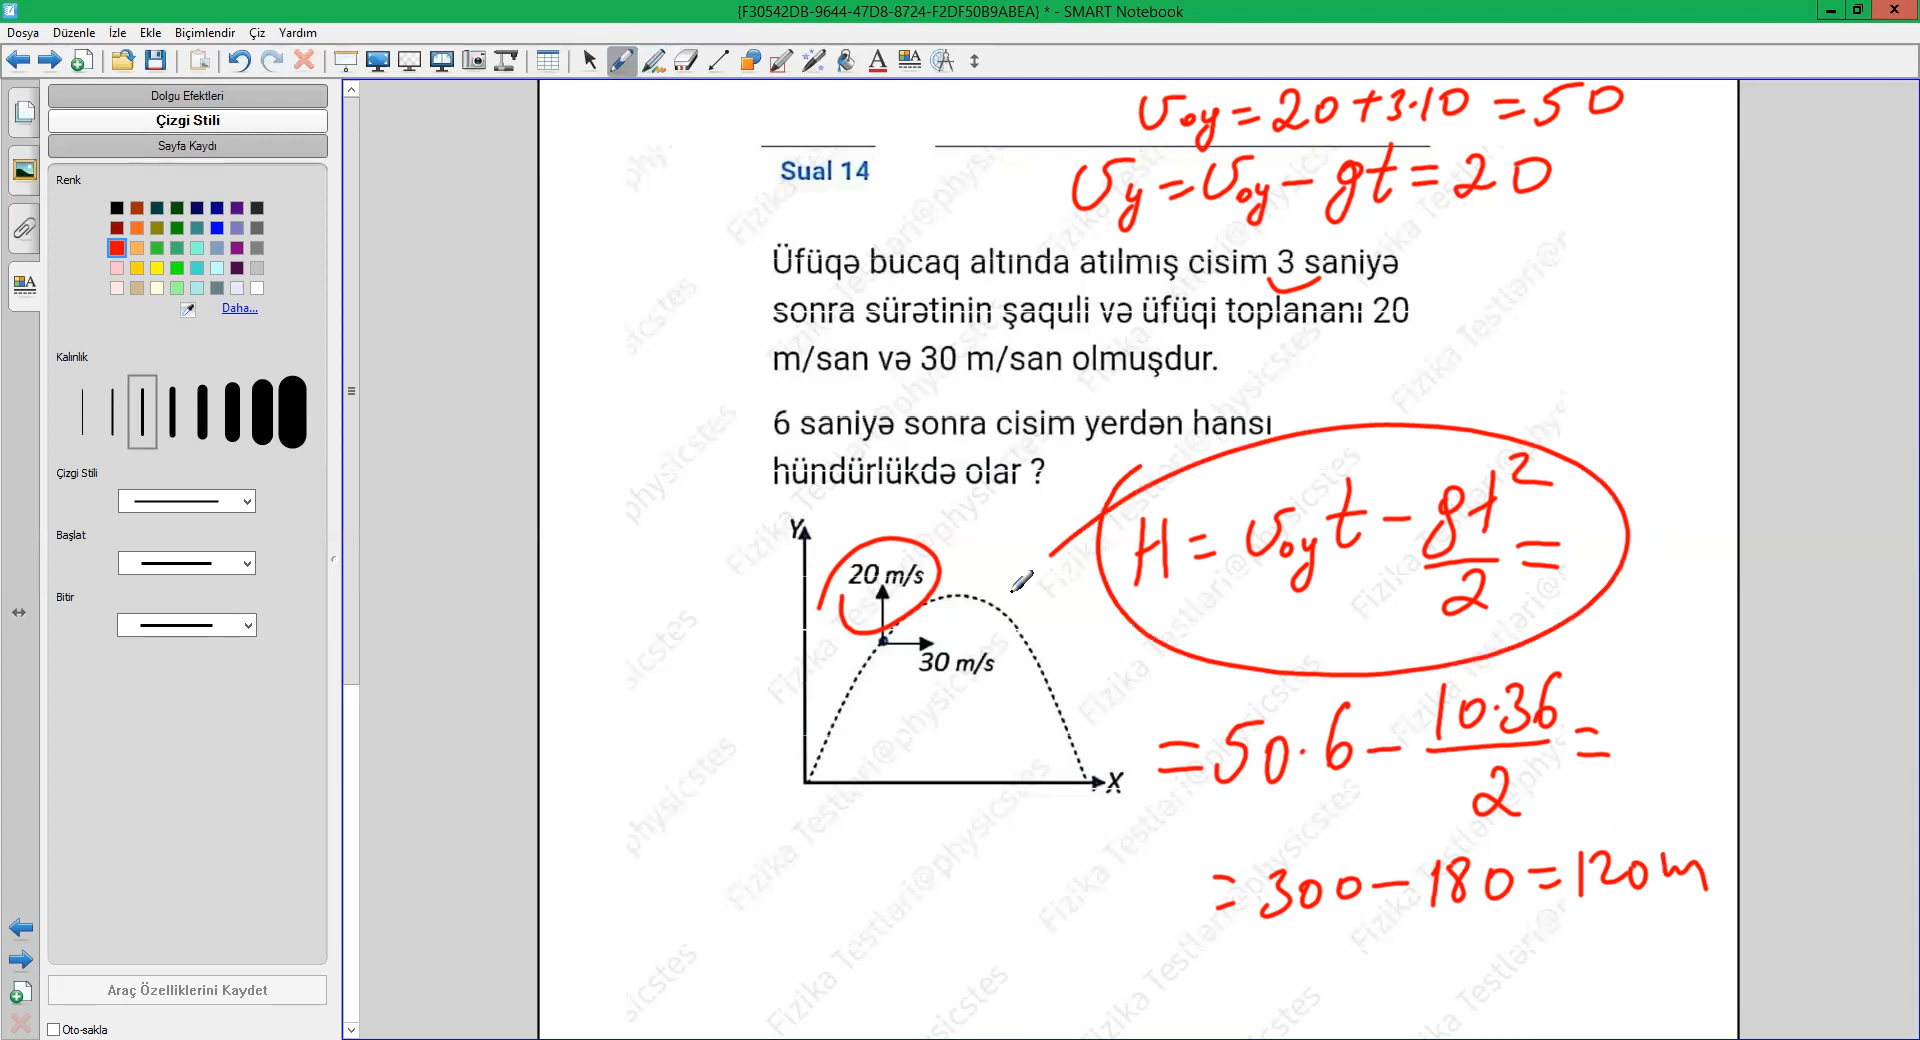 {F30542DB-9644-47D8-8724-F2DF50B9ABEA} * - SMART Notebook
Dosya Düzenle İzle Ekle Biçimlendir Çiz Yardım
Dolgu Efektleri
Çizgi Stili
Sayfa Kaydı
Renk
Daha...
Kalınlık
Çizgi Stili
Başlat
Bitir
Araç Özelliklerini Kaydet
Oto-sakla
υoy = 20 + 3·10 = 50
Sual 14
υy = υoy − gt = 20
Üfüqə bucaq altında atılmış cisim 3 saniyə
sonra sürətinin şaquli və üfüqi toplananı 20
m/san və 30 m/san olmuşdur.
6 saniyə sonra cisim yerdən hansı
hündürlükdə olar ?
H = υoy t − gt²/2 =
Y
20 m/s
30 m/s
X
= 50·6 − 10·36/2 =
= 300 − 180 = 120m
Fizika Testləri@physicstes